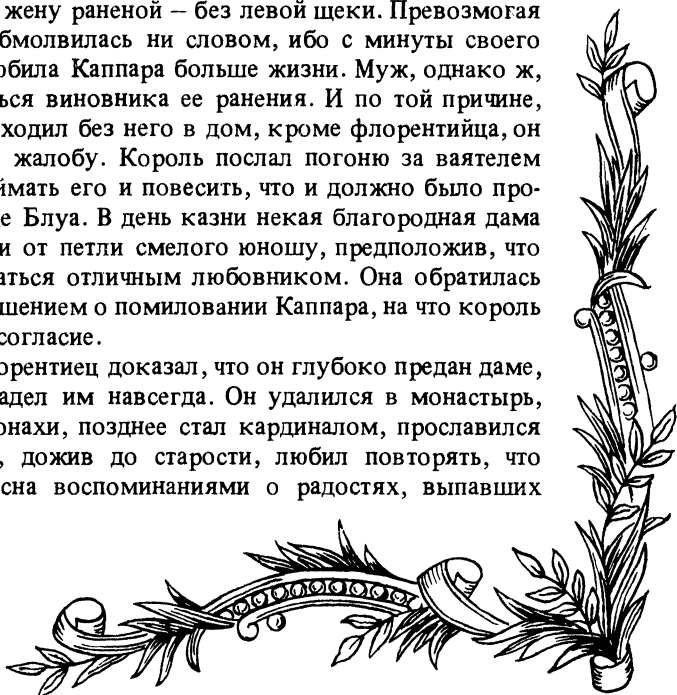 жену раненой – без левой щеки. Превозмогая
бмолвилась ни словом, ибо с минуты своего
юбила Каппара больше жизни. Муж, однако ж,
ься виновника ее ранения. И по той причине,
ходил без него в дом, кроме флорентийца, он
жалобу. Король послал погоню за ваятелем
ймать его и повесить, что и должно было про-
де Блуа. В день казни некая благородная дама
и от петли смелого юношу, предположив, что
аться отличным любовником. Она обратилась
шением о помиловании Каппара, на что король
согласие.
орентиец доказал, что он глубоко предан даме,
адел им навсегда. Он удалился в монастырь,
онахи, позднее стал кардиналом, прославился
, дожив до старости, любил повторять, что
сна воспоминаниями о радостях, выпавших